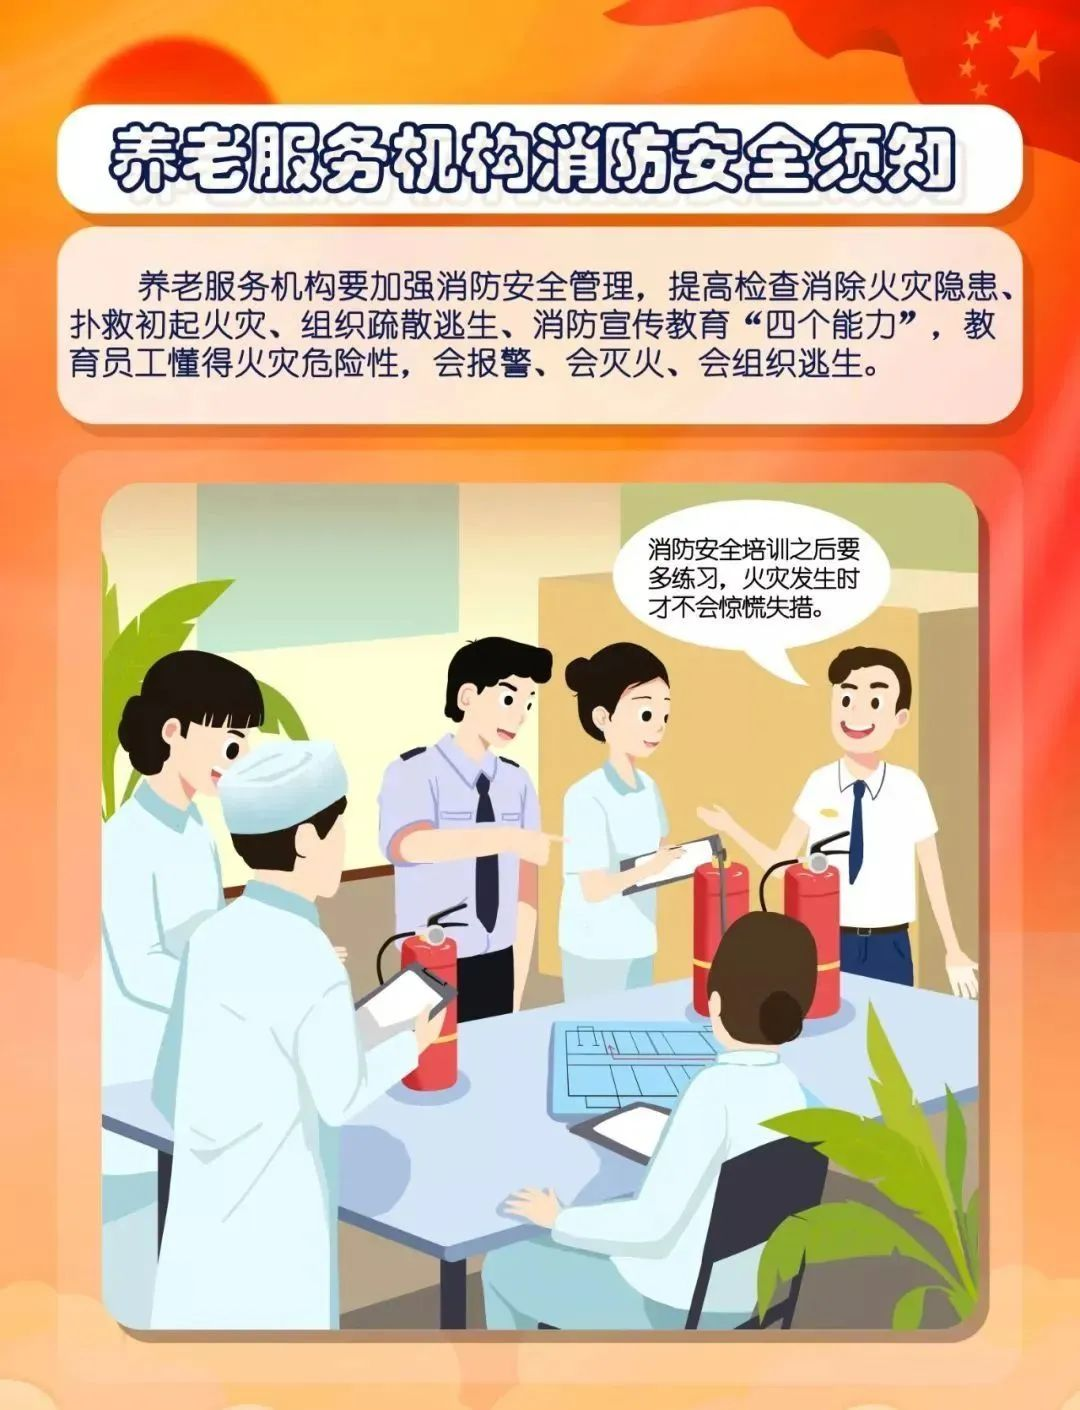 养老服务机构消防安全须知
养老服务机构要加强消防安全管理，提高检查消除火灾隐患、
扑救初起火灾、组织疏散逃生、消防宣传教育“四个能力”，教
育员工懂得火灾危险性，会报警、会灭火、会组织逃生。
消防安全培训之后要
多练习，火灾发生时
才不会惊慌失措。